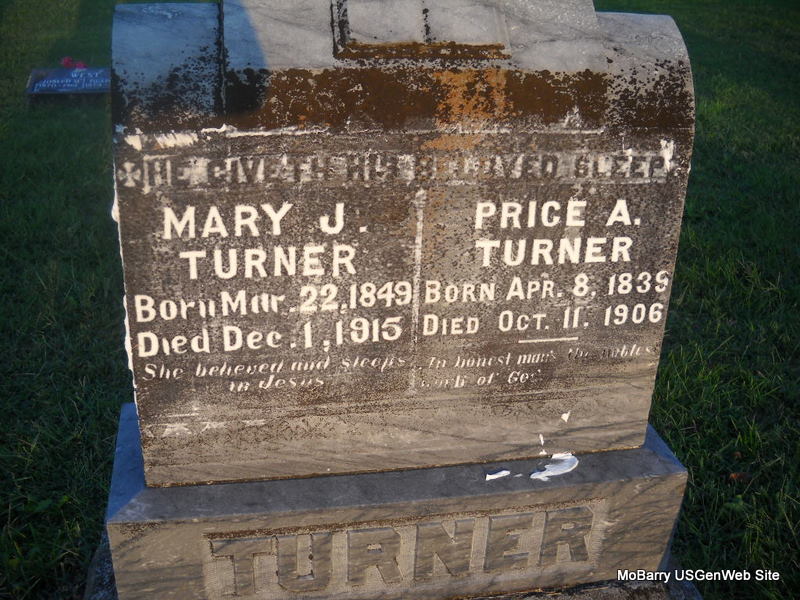 WEST
HE GIVETH HIS BELOVED SLEEP
MARY J.
TURNER
Born Mar. 22, 1849
Died Dec. 1, 1915
She believed and sleeps
in Jesus
PRICE A.
TURNER
BORN APR. 8, 1839
DIED OCT. 11, 1906
An honest man's the nobles
work of God
TURNER
MoBarry USGenWeb Site